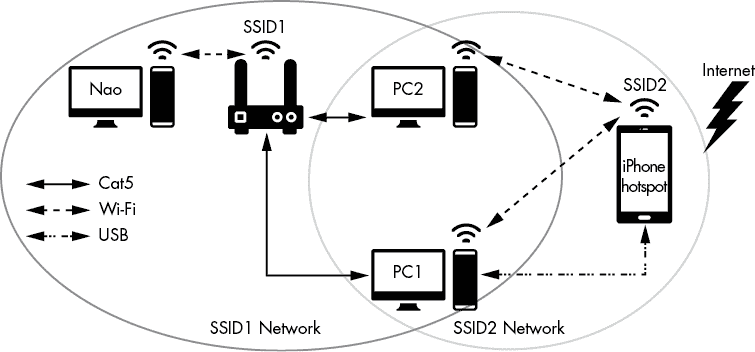 SSID1
Nao
PC2
SSID2
Internet
iPhone
hotspot
Cat5
Wi-Fi
USB
PC1
SSID1 Network
SSID2 Network